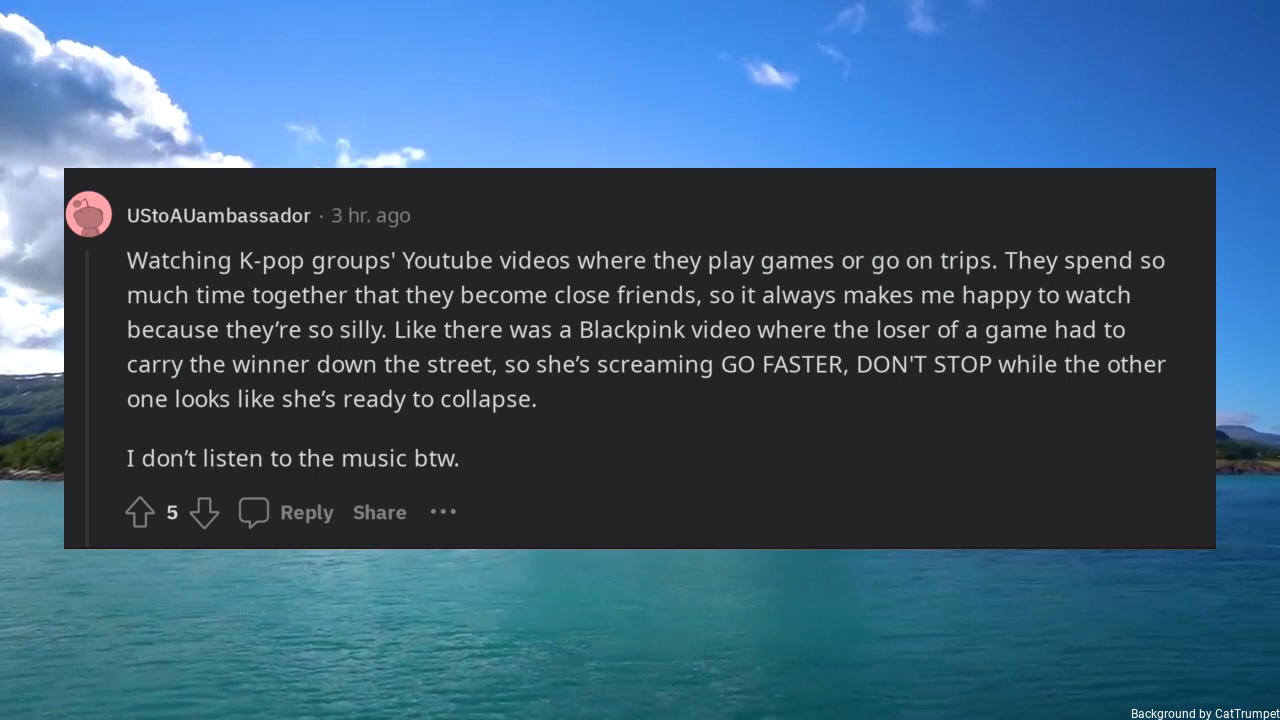 UStoAUambassador · 3 hr. ago
Watching K-pop groups' Youtube videos where they play games or go on trips. They spend so
much time together that they become close friends, so it always makes me happy to watch
because they’re so silly. Like there was a Blackpink video where the loser of a game had to
carry the winner down the street, so she’s screaming GO FASTER, DON'T STOP while the other
one looks like she’s ready to collapse.
I don’t listen to the music btw.
5 Reply Share ···
Background by CatTrumpet